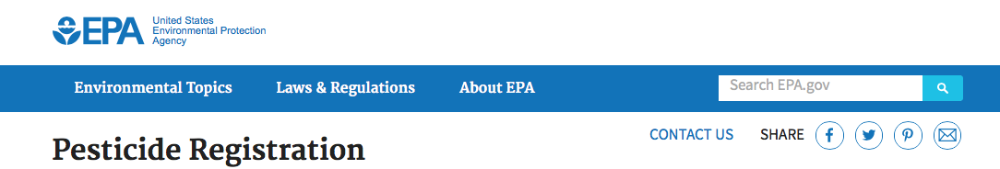 EPA
United States
Environmental Protection
Agency
Environmental Topics
Laws & Regulations
About EPA
Search EPA.gov
Pesticide Registration
CONTACT US
SHARE